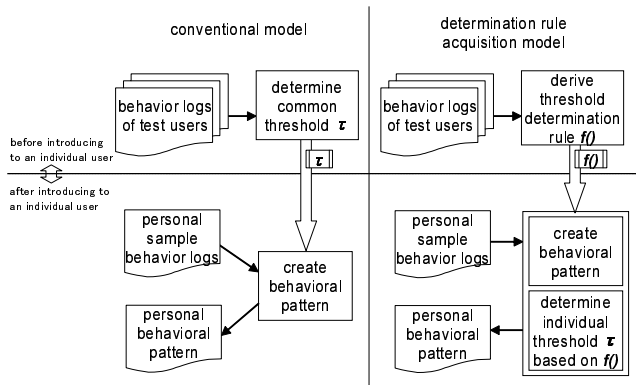 conventional model
determination rule
acquisition model
behavior logs
of test users
determine
common
threshold τ
behavior logs
of test users
derive
threshold
determination
rule f()
before introducing
to an individual user
τ
f()
after introducing to
an individual user
personal
sample
behavior logs
create
behavioral
pattern
personal
behavioral
pattern
personal
sample
behavior logs
create
behavioral
pattern
determine
individual
threshold τ
based on f()
personal
behavioral
pattern